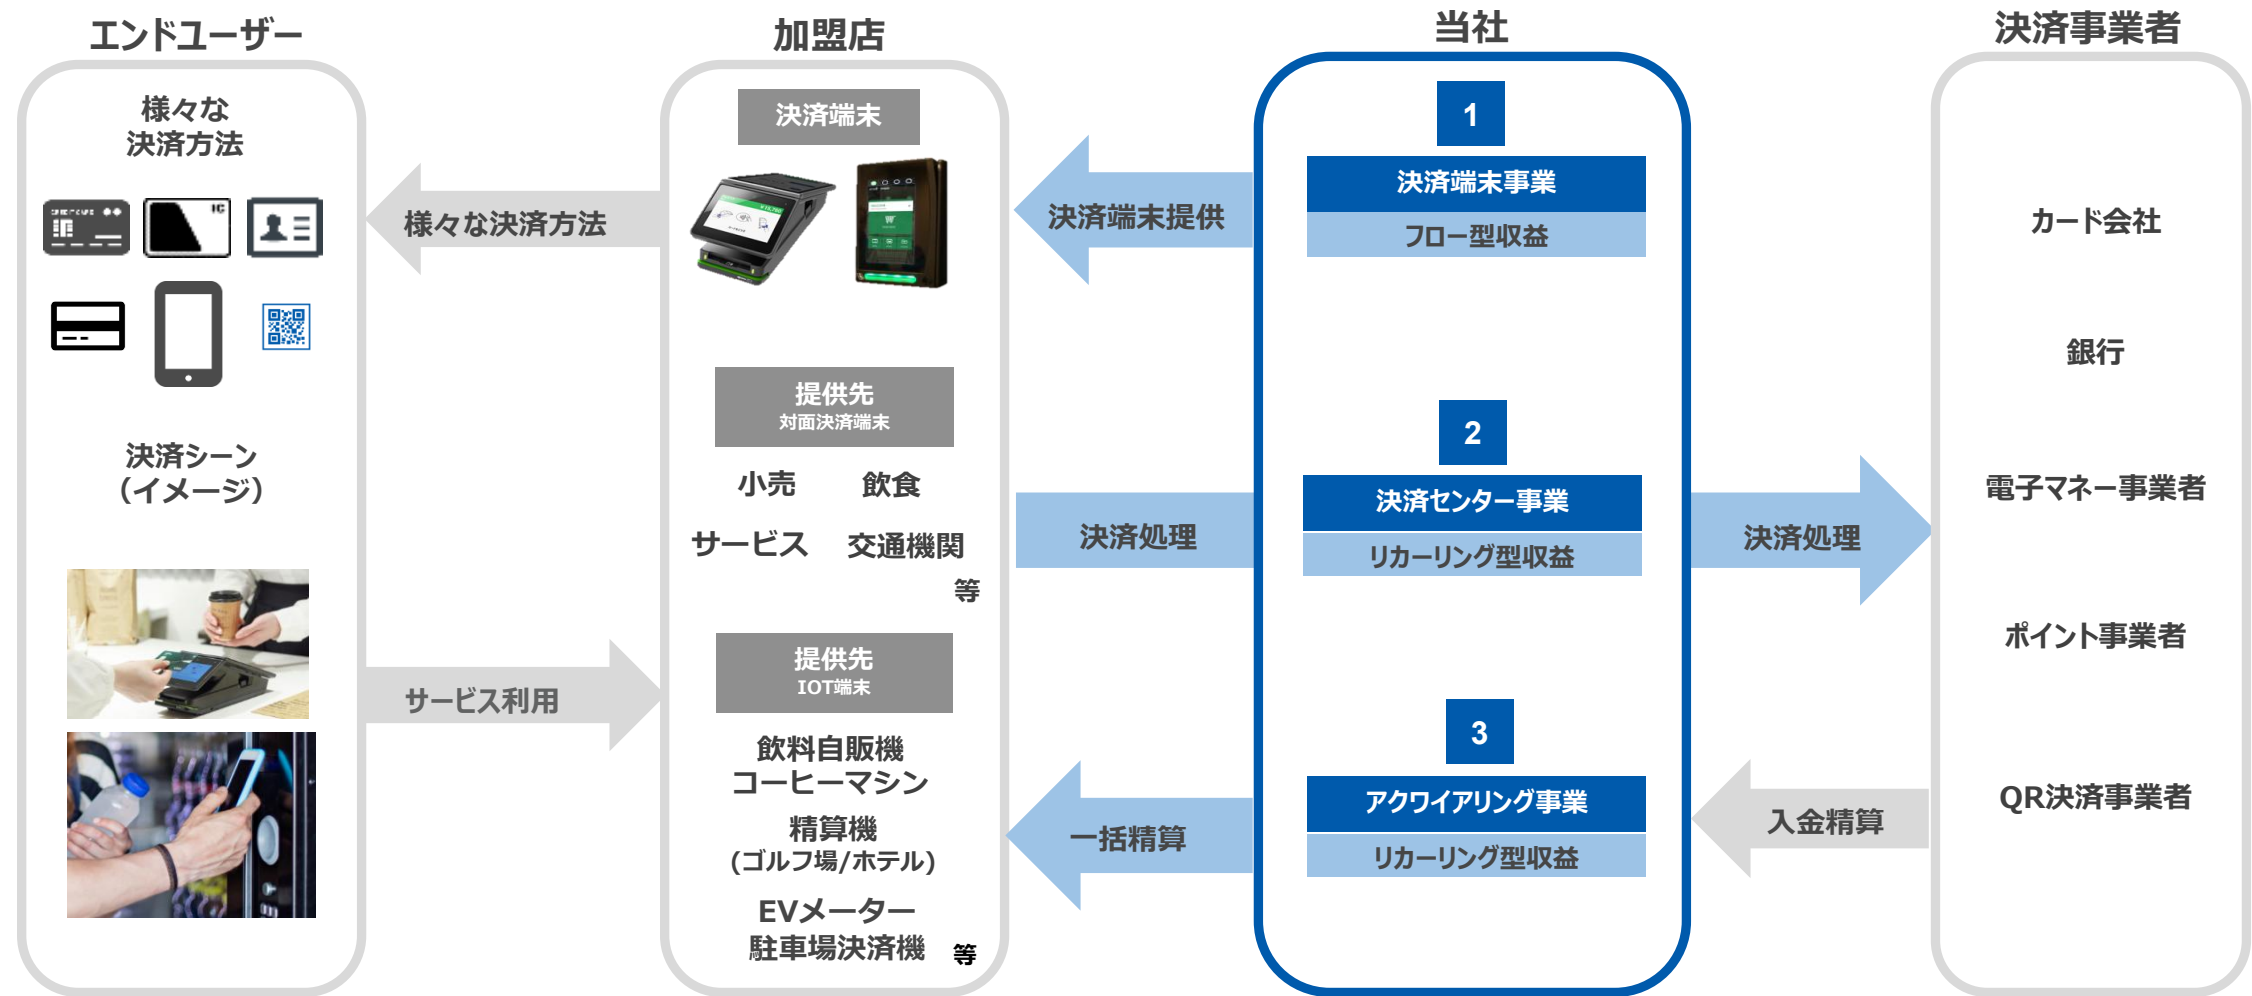 エンドユーザー
様々な
決済方法
IC
決済シーン
（イメージ）
様々な決済方法
サービス利用
加盟店
決済端末
提供先
対面決済端末
小売
飲食
サービス
交通機関
等
提供先
IOT端末
飲料自販機
コーヒーマシン
精算機
(ゴルフ場/ホテル)
EVメーター
駐車場決済機
等
決済端末提供
決済処理
一括精算
当社
1
決済端末事業
フロー型収益
2
決済センター事業
リカーリング型収益
3
アクワイアリング事業
リカーリング型収益
決済処理
入金精算
決済事業者
カード会社
銀行
電子マネー事業者
ポイント事業者
QR決済事業者